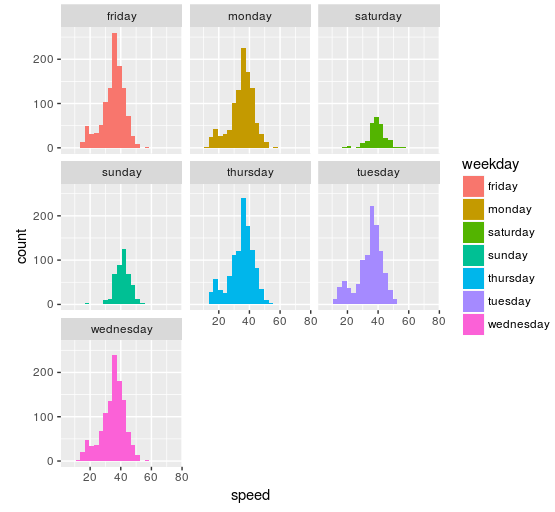 friday monday saturday
200
100
0
sunday thursday tuesday
200
100
0
20 40 60 80 20 40 60 80
wednesday
200
100
0
20 40 60 80
speed
count
weekday
friday
monday
saturday
sunday
thursday
tuesday
wednesday